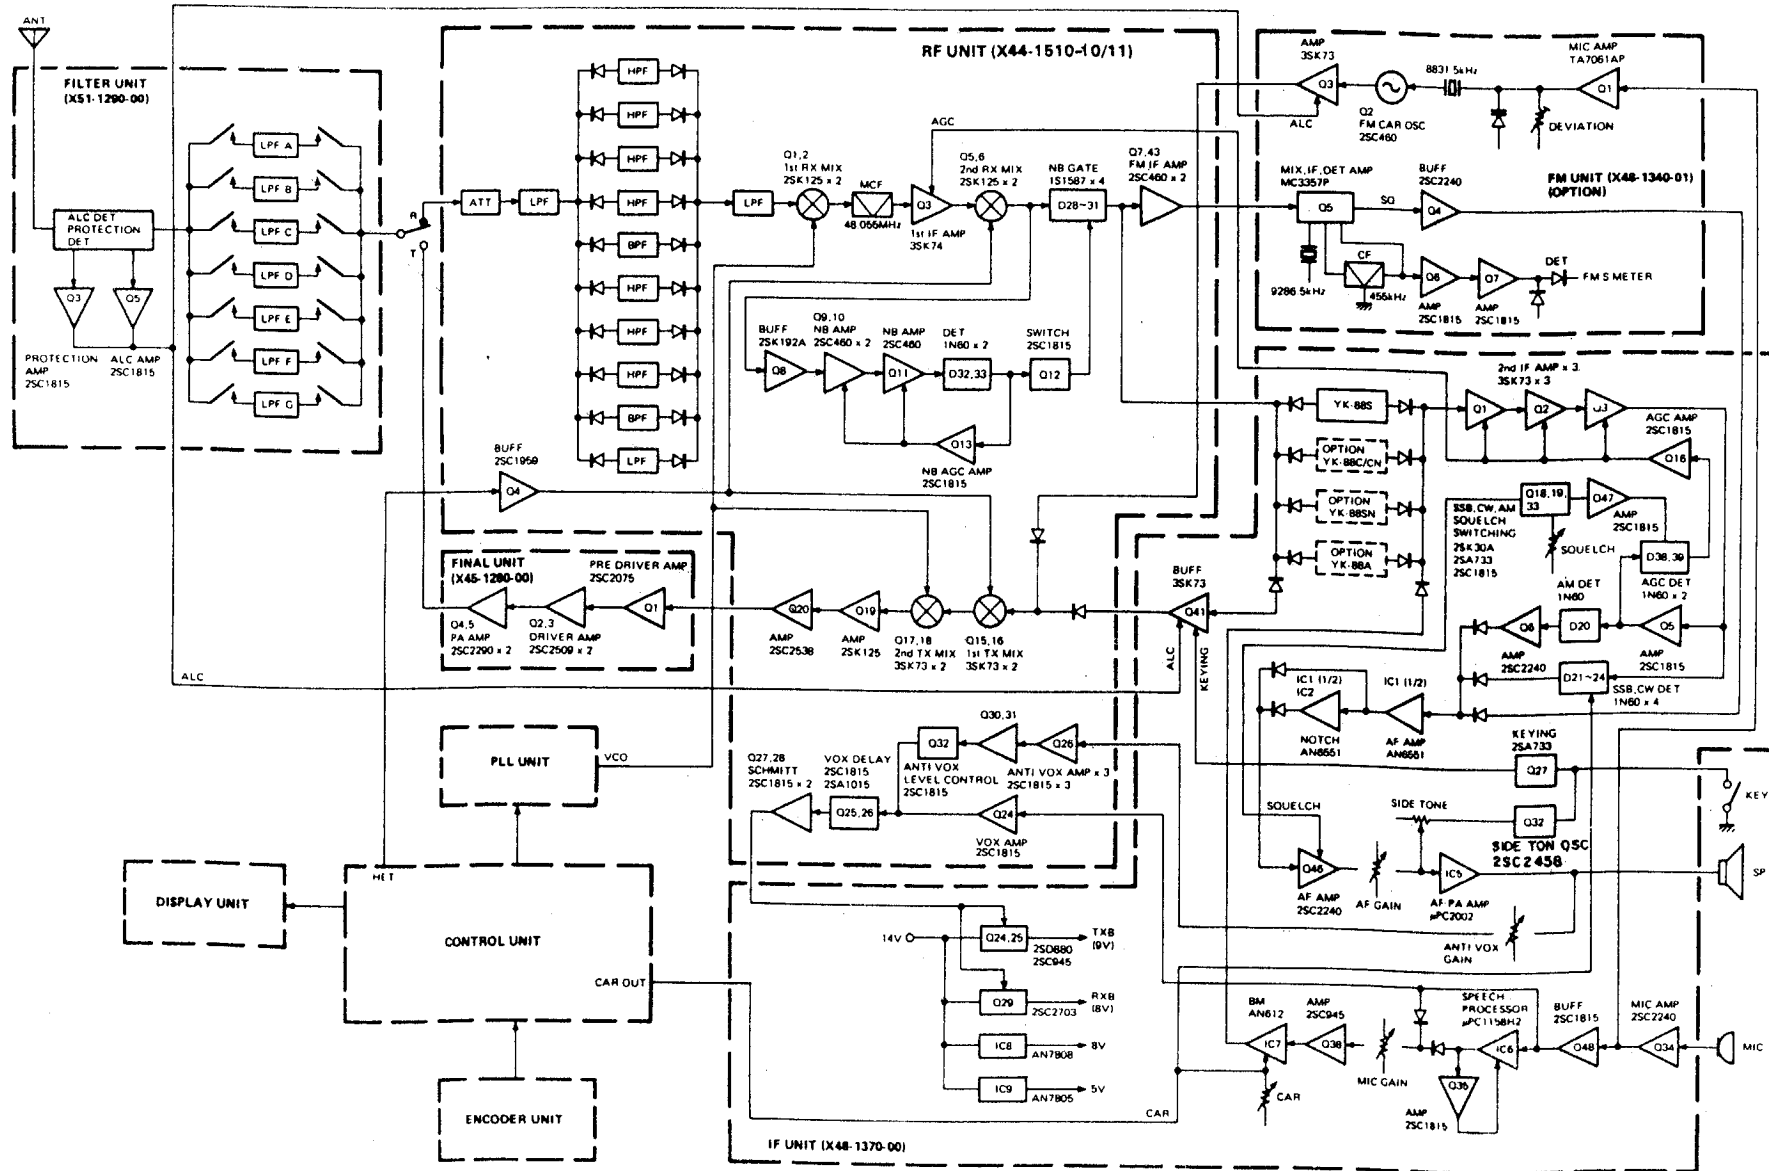 ANT
FILTER UNIT
(X51-1290-00)
LPF A
LPF B
LPF C
LPF D
LPF E
LPF F
LPF G
ALC DET
PROTECTION
DET
Q3
Q5
PROTECTION
AMP
2SC1815
ALC AMP
2SC1815
R
T
RF UNIT (X44-1510-10/11)
ATT
LPF
HPF
HPF
HPF
HPF
BPF
HPF
HPF
HPF
BPF
LPF
LPF
Q1,2
1st RX MIX
2SK125 x 2
MCF
48.055MHz
AGC
Q3
1st IF AMP
3SK74
Q5,6
2nd RX MIX
2SK125 x 2
NB GATE
1S1587 x 4
D28~31
Q7,43
FM IF AMP
2SC460 x 2
BUFF
2SK192A
Q8
Q9,10
NB AMP
2SC460 x 2
NB AMP
2SC460
Q11
DET
1N60 x 2
D32,33
SWITCH
2SC1815
Q12
Q13
NB AGC AMP
2SC1815
BUFF
2SC1959
Q4
AMP
3SK73
Q3
ALC
Q2
FM CAR OSC
2SC460
8831.5kHz
MIC AMP
TA7061AP
Q1
DEVIATION
FM UNIT (X48-1340-01)
(OPTION)
MIX, IF, DET AMP
MC3357P
Q5
SQ
BUFF
2SC2240
Q4
9286.5kHz
CF
455kHz
Q6
AMP
2SC1815
Q7
AMP
2SC1815
DET
FM S METER
FINAL UNIT
(X45-1280-00)
PRE DRIVER AMP
2SC2075
Q1
Q4,5
PA AMP
2SC2290 x 2
Q2,3
DRIVER AMP
2SC2509 x 2
ALC
Q20
AMP
2SC2538
Q19
AMP
2SK125
Q17,18
2nd TX MIX
3SK73 x 2
Q15,16
1st TX MIX
3SK73 x 2
BUFF
3SK73
Q41
ALC
KEYING
YK-88S
OPTION
YK-88C/CN
OPTION
YK-88SN
OPTION
YK-88A
2nd IF AMP x 3
3SK73 x 3
Q1
Q2
Q3
AGC AMP
2SC1815
Q16
SSB,CW,AM
SQUELCH
SWITCHING
2SK30A
2SA733
2SC1815
Q18,19,
33
SQUELCH
Q47
AMP
2SC1815
D38,39
AGC DET
1N60 x 2
AM DET
1N60
Q6
AMP
2SC2240
D20
Q5
AMP
2SC1815
D21~24
SSB,CW DET
1N60 x 4
IC1 (1/2)
IC2
NOTCH
AN6551
IC1 (1/2)
AF AMP
AN6551
KEYING
2SA733
Q27
KEY
SIDE TONE
Q32
SIDE TON OSC
2SC2458
SQUELCH
Q46
AF AMP
2SC2240
AF GAIN
IC5
AF-PA AMP
µPC2002
SP
ANTI VOX
GAIN
PLL UNIT
VCO
Q27,28
SCHMITT
2SC1815 x 2
VOX DELAY
2SC1815
2SA1015
Q25,26
Q32
ANTI VOX
LEVEL CONTROL
2SC1815
Q30,31
Q26
ANTI VOX AMP x 3
2SC1815 x 3
Q24
VOX AMP
2SC1815
DISPLAY UNIT
HET
CONTROL UNIT
CAR OUT
ENCODER UNIT
14V
Q24,25
2SD880
2SC945
TXB
(9V)
Q29
2SC2703
RXB
(8V)
IC8
AN7808
8V
IC9
AN7805
5V
IF UNIT (X48-1370-00)
CAR
BM
AN612
IC7
CAR
AMP
2SC945
Q38
MIC GAIN
SPEECH
PROCESSOR
µPC1158H2
IC6
AMP
2SC1815
BUFF
2SC1815
Q48
MIC AMP
2SC2240
Q34
MIC